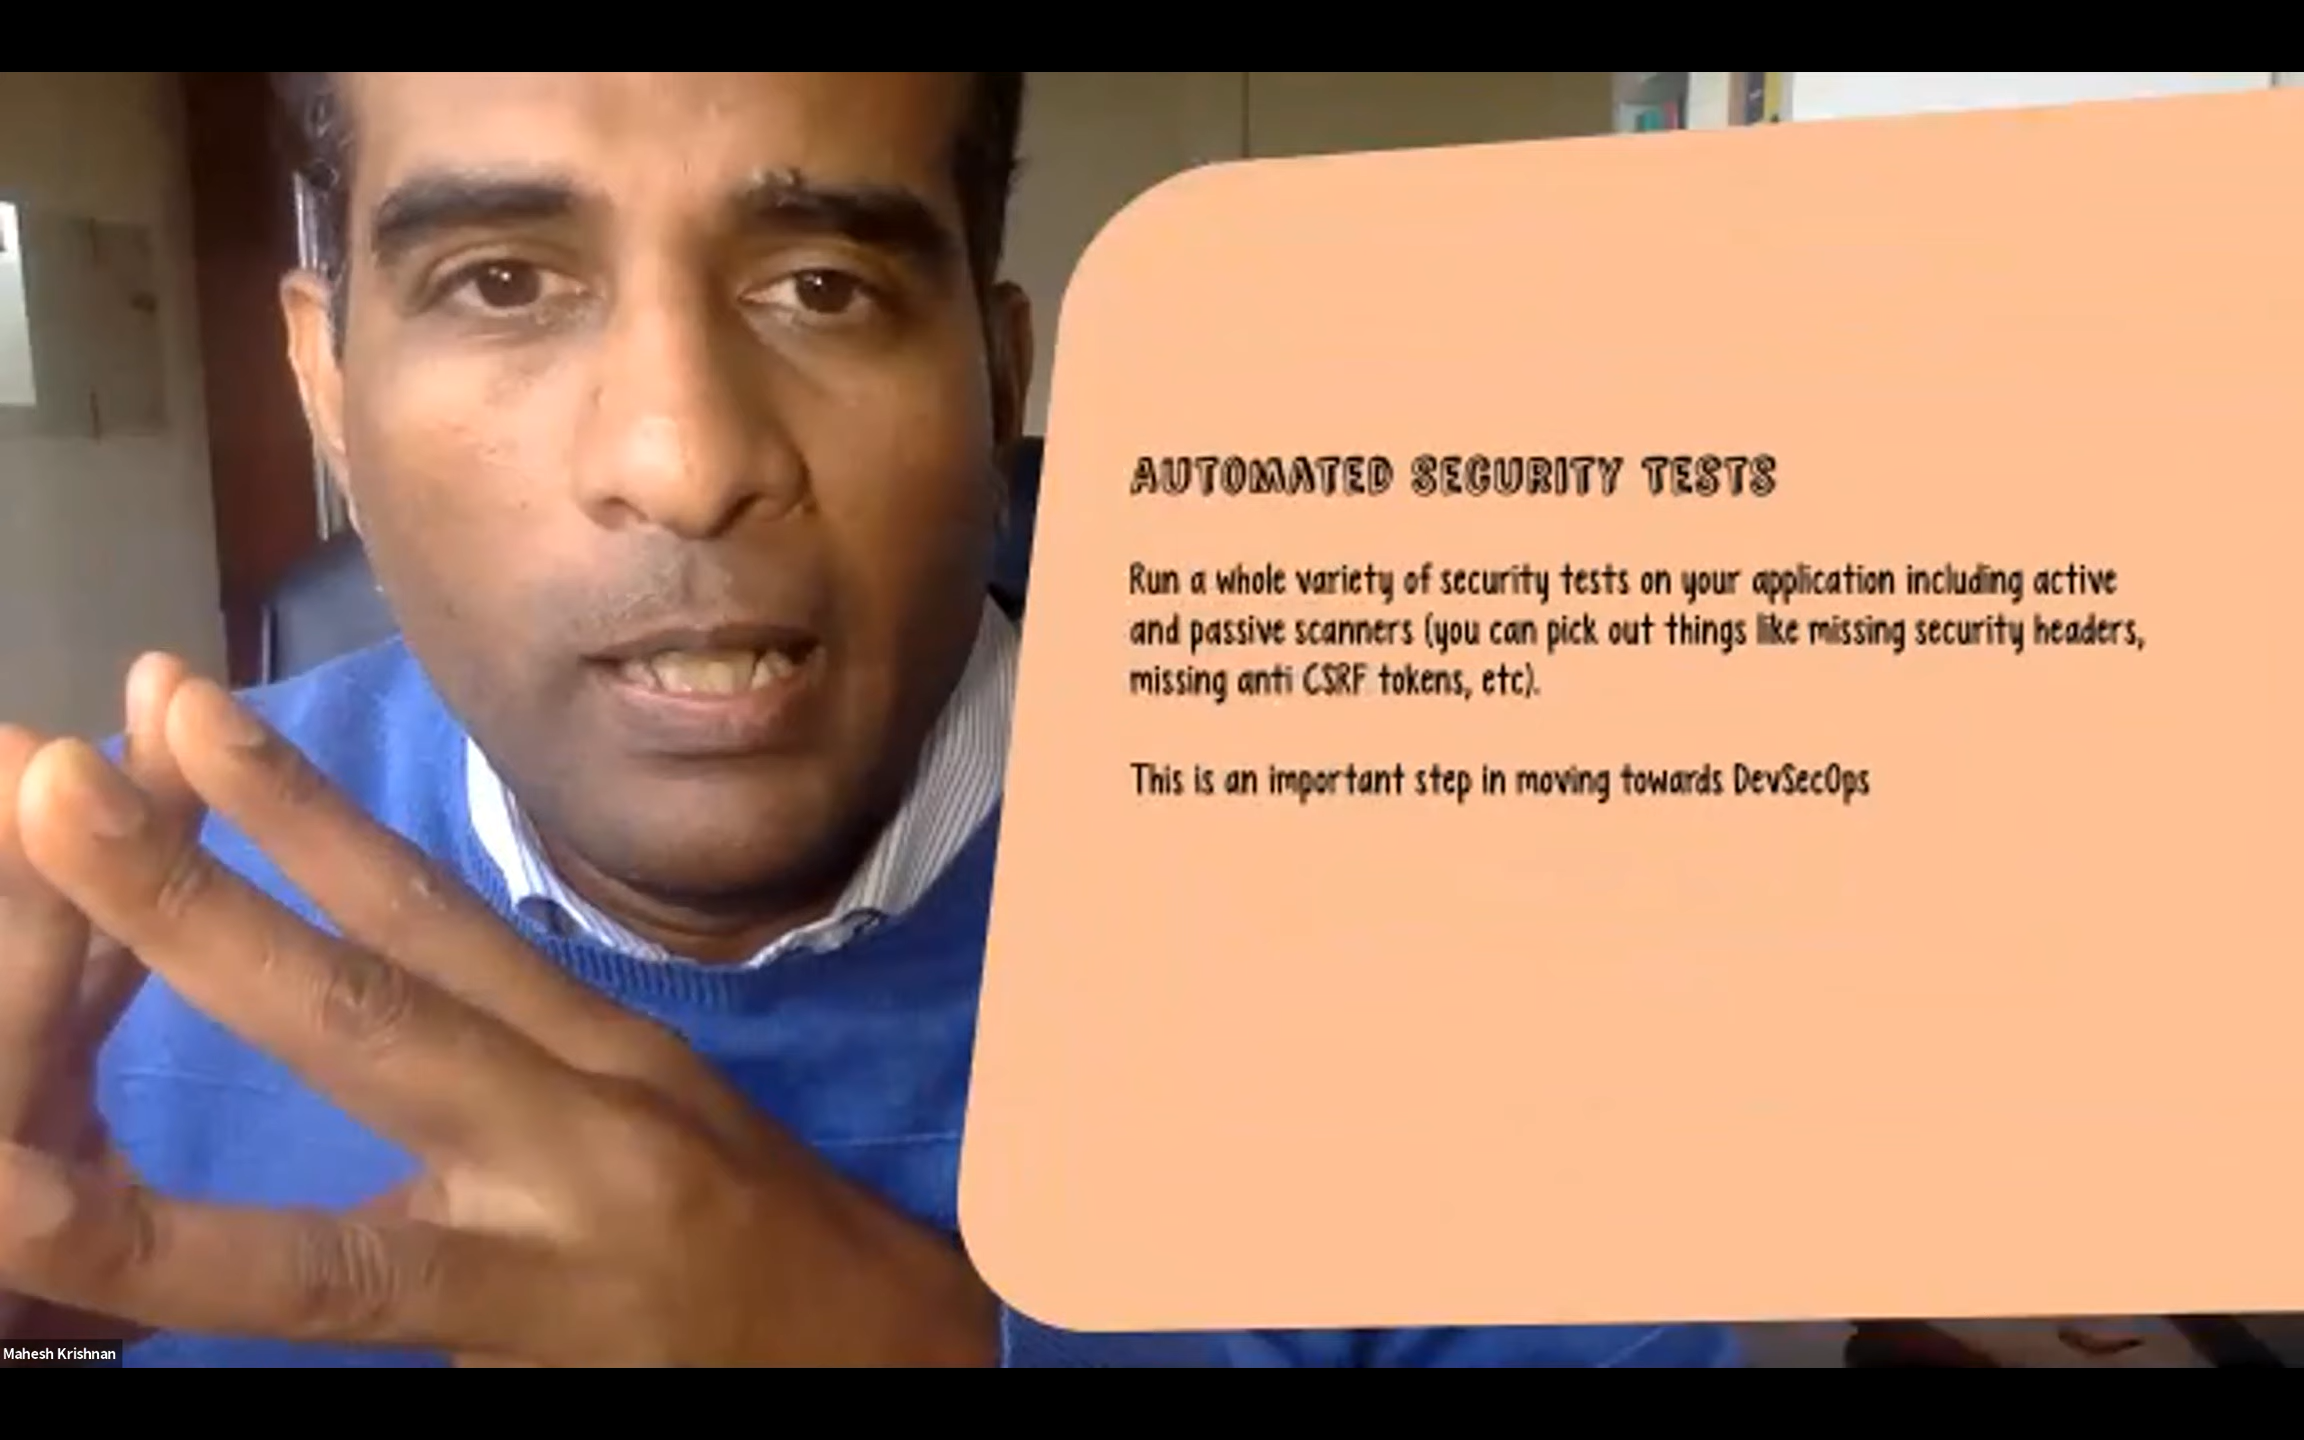 AUTOMATED SECURITY TESTS
Run a whole variety of security tests on your application including active
and passive scanners (you can pick out things like missing security headers,
missing anti CSRF tokens, etc).
This is an important step in moving towards DevSecOps
Mahesh Krishnan